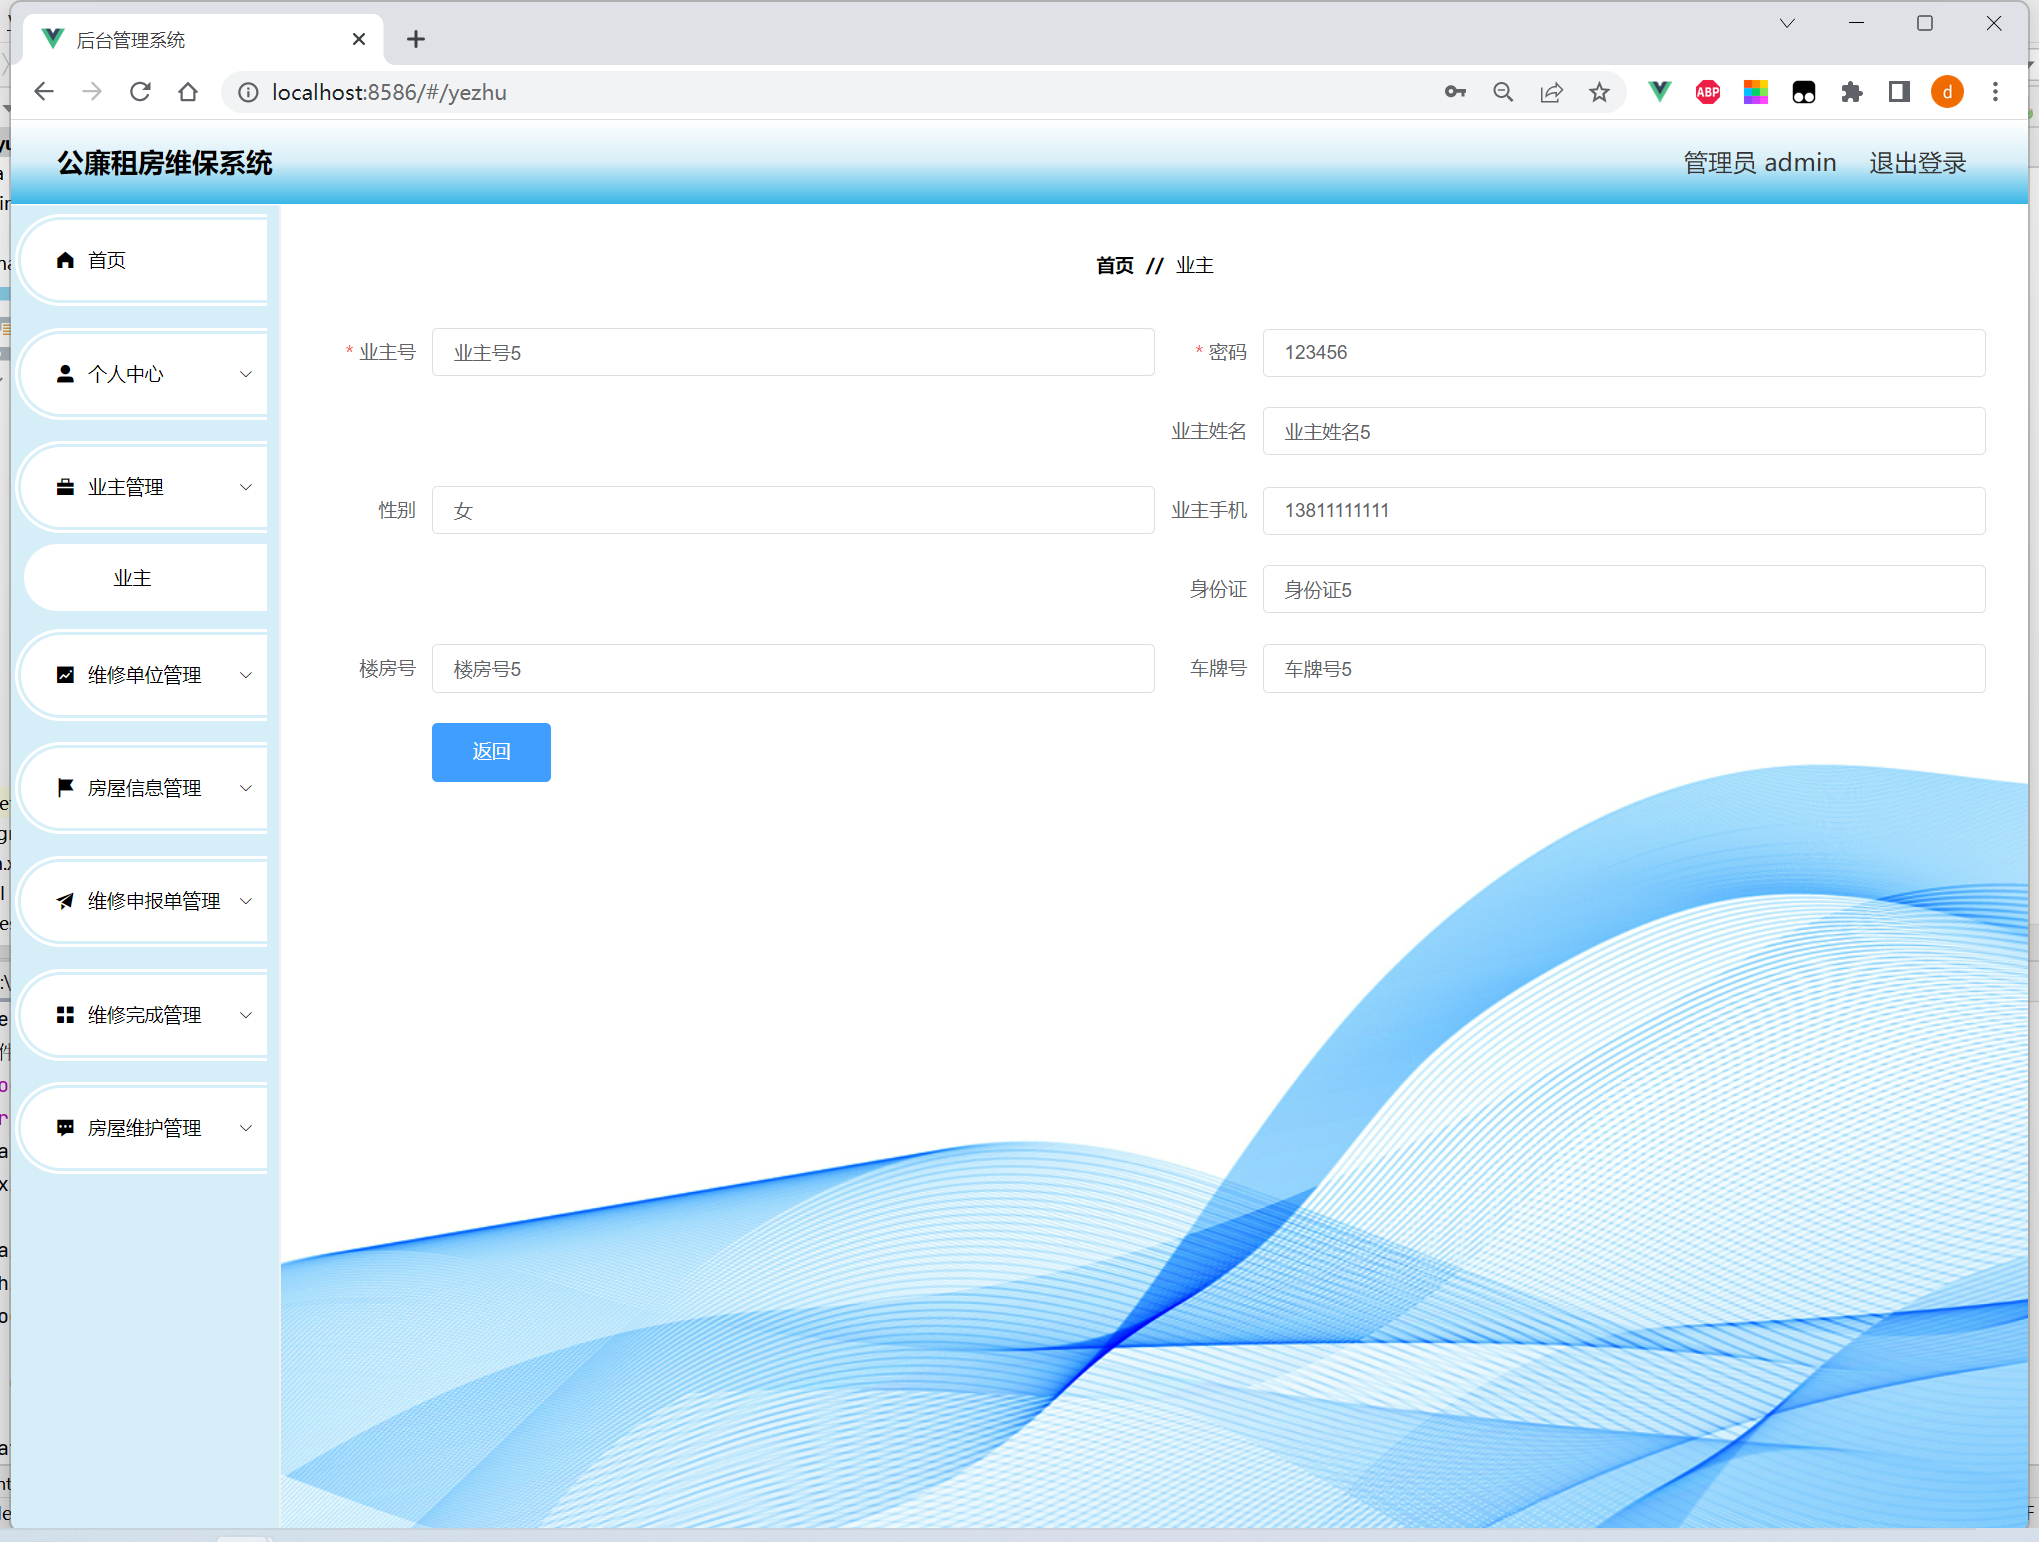 后台管理系统
localhost:8586/#/yezhu
ABP
d
公廉租房维保系统
管理员 admin 退出登录
首页
个人中心
业主管理
业主
维修单位管理
房屋信息管理
维修申报单管理
维修完成管理
房屋维护管理
首页 // 业主
* 业主号 业主号5 * 密码 123456
业主姓名 业主姓名5
性别 女 业主手机 13811111111
身份证 身份证5
楼房号 楼房号5 车牌号 车牌号5
返回